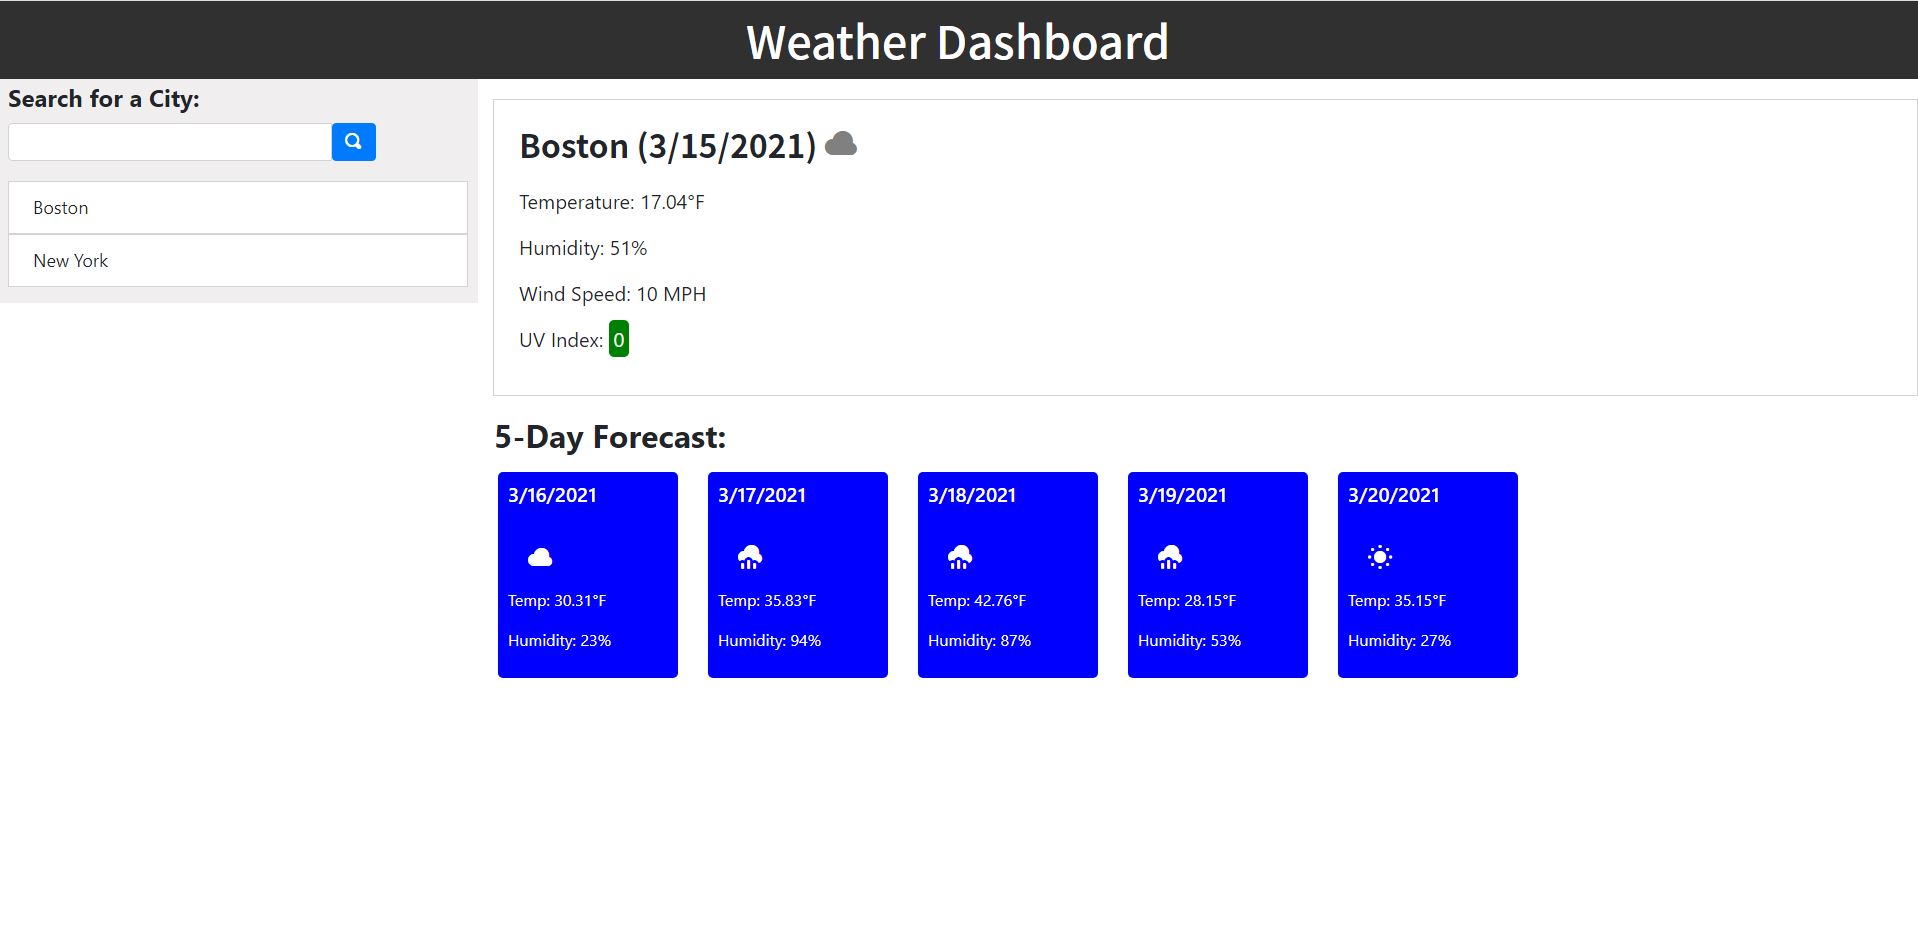 Weather Dashboard
Search for a City:
Boston
New York
Boston (3/15/2021)
Temperature: 17.04°F
Humidity: 51%
Wind Speed: 10 MPH
UV Index: 0
5-Day Forecast:
3/16/2021
Temp: 30.31°F
Humidity: 23%
3/17/2021
Temp: 35.83°F
Humidity: 94%
3/18/2021
Temp: 42.76°F
Humidity: 87%
3/19/2021
Temp: 28.15°F
Humidity: 53%
3/20/2021
Temp: 35.15°F
Humidity: 27%